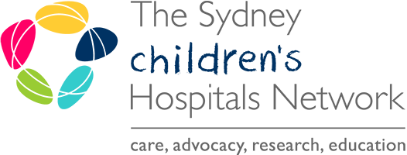 The Sydney
children's
Hospitals Network
care, advocacy, research, education